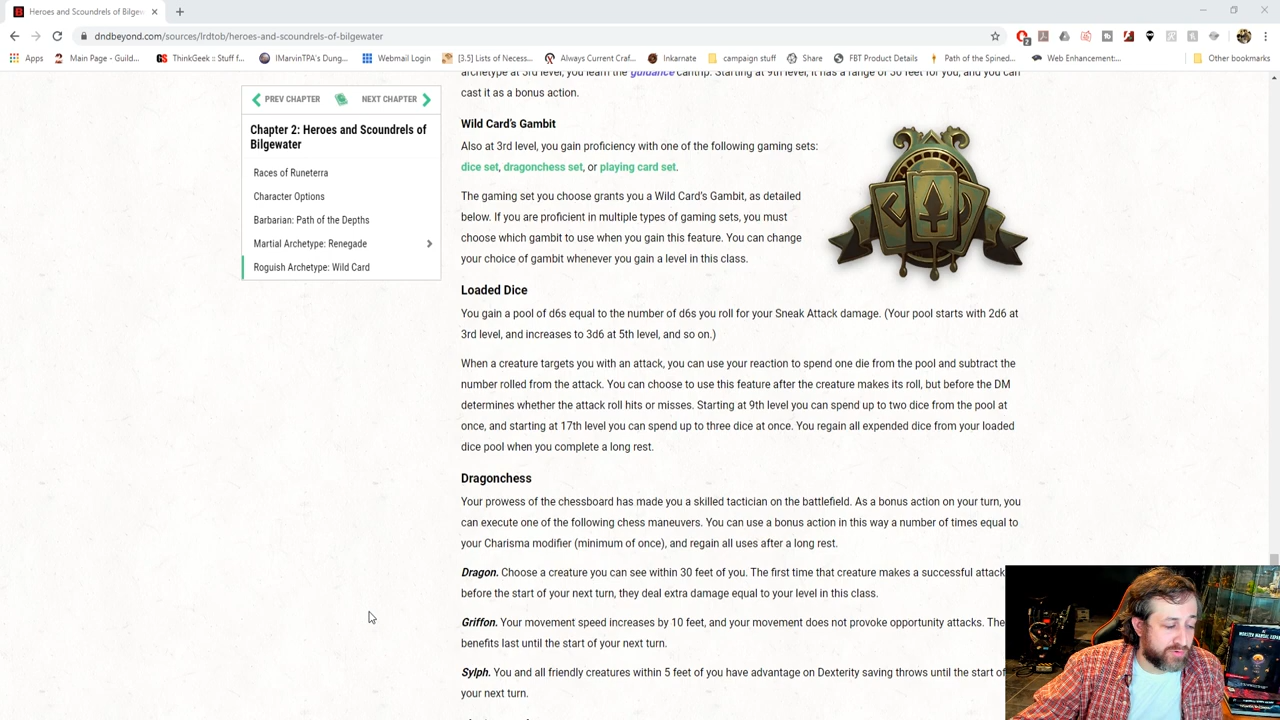 Heroes and Scoundrels of Bilgew
dndbeyond.com/sources/lrdtob/heroes-and-scoundrels-of-bilgewater
Apps Main Page - Guild... ThinkGeek :: Stuff f... IMarvinTPA's Dung... Webmail Login [3.5] Lists of Necess... Always Current Craf... Inkarnate campaign stuff Share FBT Product Details Path of the Spined... Web Enhancement:... Other bookmarks
archetype at 3rd level, you learn the guidance cantrip. Starting at 9th level, it has a range of 30 feet for you, and you can
cast it as a bonus action.
PREV CHAPTER NEXT CHAPTER
Chapter 2: Heroes and Scoundrels of
Bilgewater
Races of Runeterra
Character Options
Barbarian: Path of the Depths
Martial Archetype: Renegade
Roguish Archetype: Wild Card
Wild Card's Gambit
Also at 3rd level, you gain proficiency with one of the following gaming sets:
dice set, dragonchess set, or playing card set.
The gaming set you choose grants you a Wild Card's Gambit, as detailed
below. If you are proficient in multiple types of gaming sets, you must
choose which gambit to use when you gain this feature. You can change
your choice of gambit whenever you gain a level in this class.
Loaded Dice
You gain a pool of d6s equal to the number of d6s you roll for your Sneak Attack damage. (Your pool starts with 2d6 at
3rd level, and increases to 3d6 at 5th level, and so on.)
When a creature targets you with an attack, you can use your reaction to spend one die from the pool and subtract the
number rolled from the attack. You can choose to use this feature after the creature makes its roll, but before the DM
determines whether the attack roll hits or misses. Starting at 9th level you can spend up to two dice from the pool at
once, and starting at 17th level you can spend up to three dice at once. You regain all expended dice from your loaded
dice pool when you complete a long rest.
Dragonchess
Your prowess of the chessboard has made you a skilled tactician on the battlefield. As a bonus action on your turn, you
can execute one of the following chess maneuvers. You can use a bonus action in this way a number of times equal to
your Charisma modifier (minimum of once), and regain all uses after a long rest.
Dragon. Choose a creature you can see within 30 feet of you. The first time that creature makes a successful attack
before the start of your next turn, they deal extra damage equal to your level in this class.
Griffon. Your movement speed increases by 10 feet, and your movement does not provoke opportunity attacks. The
benefits last until the start of your next turn.
Sylph. You and all friendly creatures within 5 feet of you have advantage on Dexterity saving throws until the start of
your next turn.